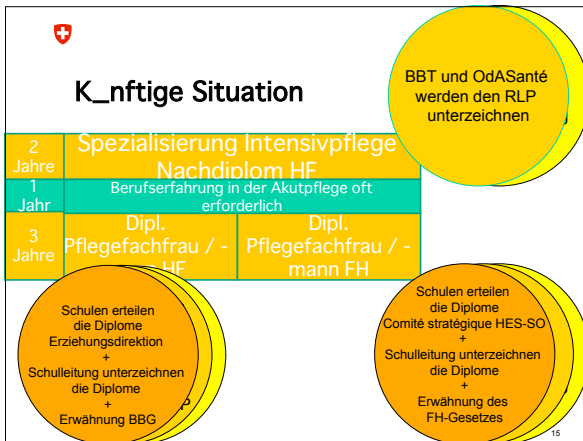 K_nftige Situation
BBT und OdASanté
werden den RLP
unterzeichnen
2
Jahre
Spezialisierung Intensivpflege
Nachdiplom HF
1
Jahr
Berufserfahrung in der Akutpflege oft
erforderlich
3
Jahre
Dipl.
Pflegefachfrau / -
HF
Dipl.
Pflegefachfrau / -
mann FH
Schulen erteilen
die Diplome
Erziehungsdirektion
+
Schulleitung unterzeichnen
die Diplome
+
Erwähnung BBG
P
Schulen erteilen
die Diplome
Comité stratégique HES-SO
+
Schulleitung unterzeichnen
die Diplome
+
Erwähnung des
FH-Gesetzes
15